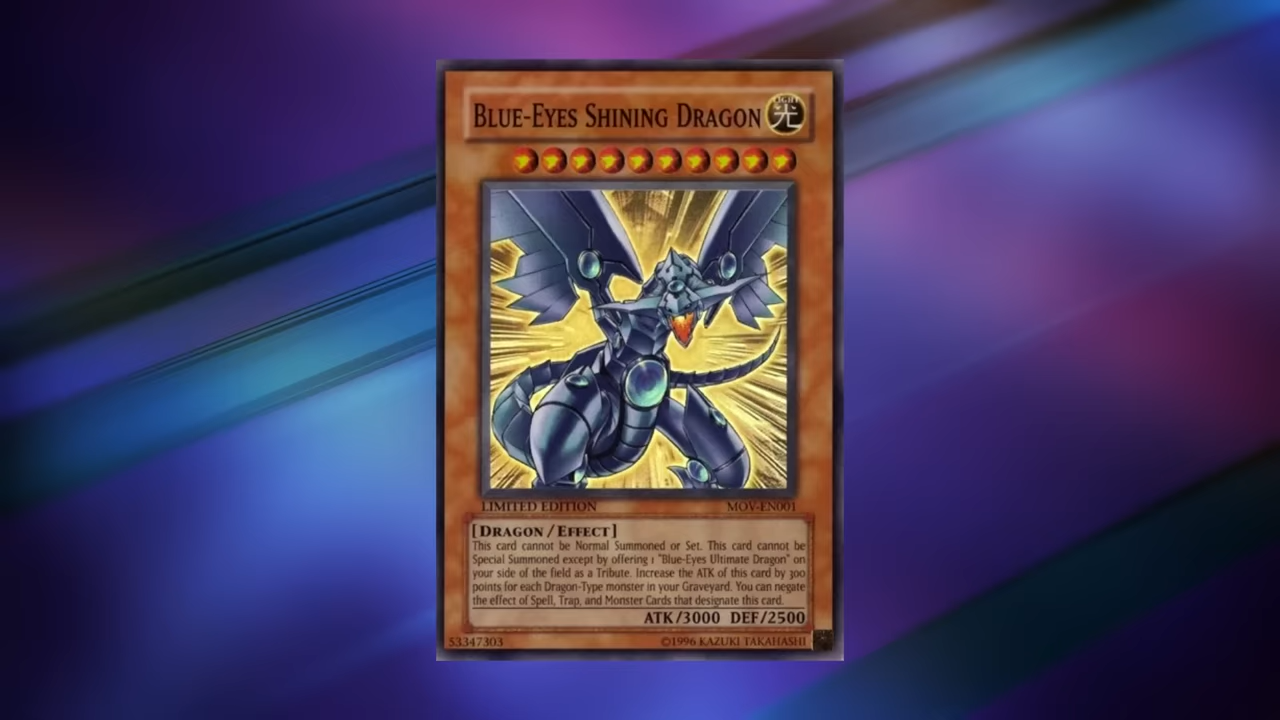 BLUE-EYES SHINING DRAGON
LIGHT
光
LIMITED EDITION MOV-EN001
[DRAGON/EFFECT]
This card cannot be Normal Summoned or Set. This card cannot be
Special Summoned except by offering 1 "Blue-Eyes Ultimate Dragon" on
your side of the field as a Tribute. Increase the ATK of this card by 300
points for each Dragon-Type monster in your Graveyard. You can negate
the effect of Spell, Trap, and Monster Cards that designate this card.
ATK/3000 DEF/2500
53347303 ©1996 KAZUKI TAKAHASHI